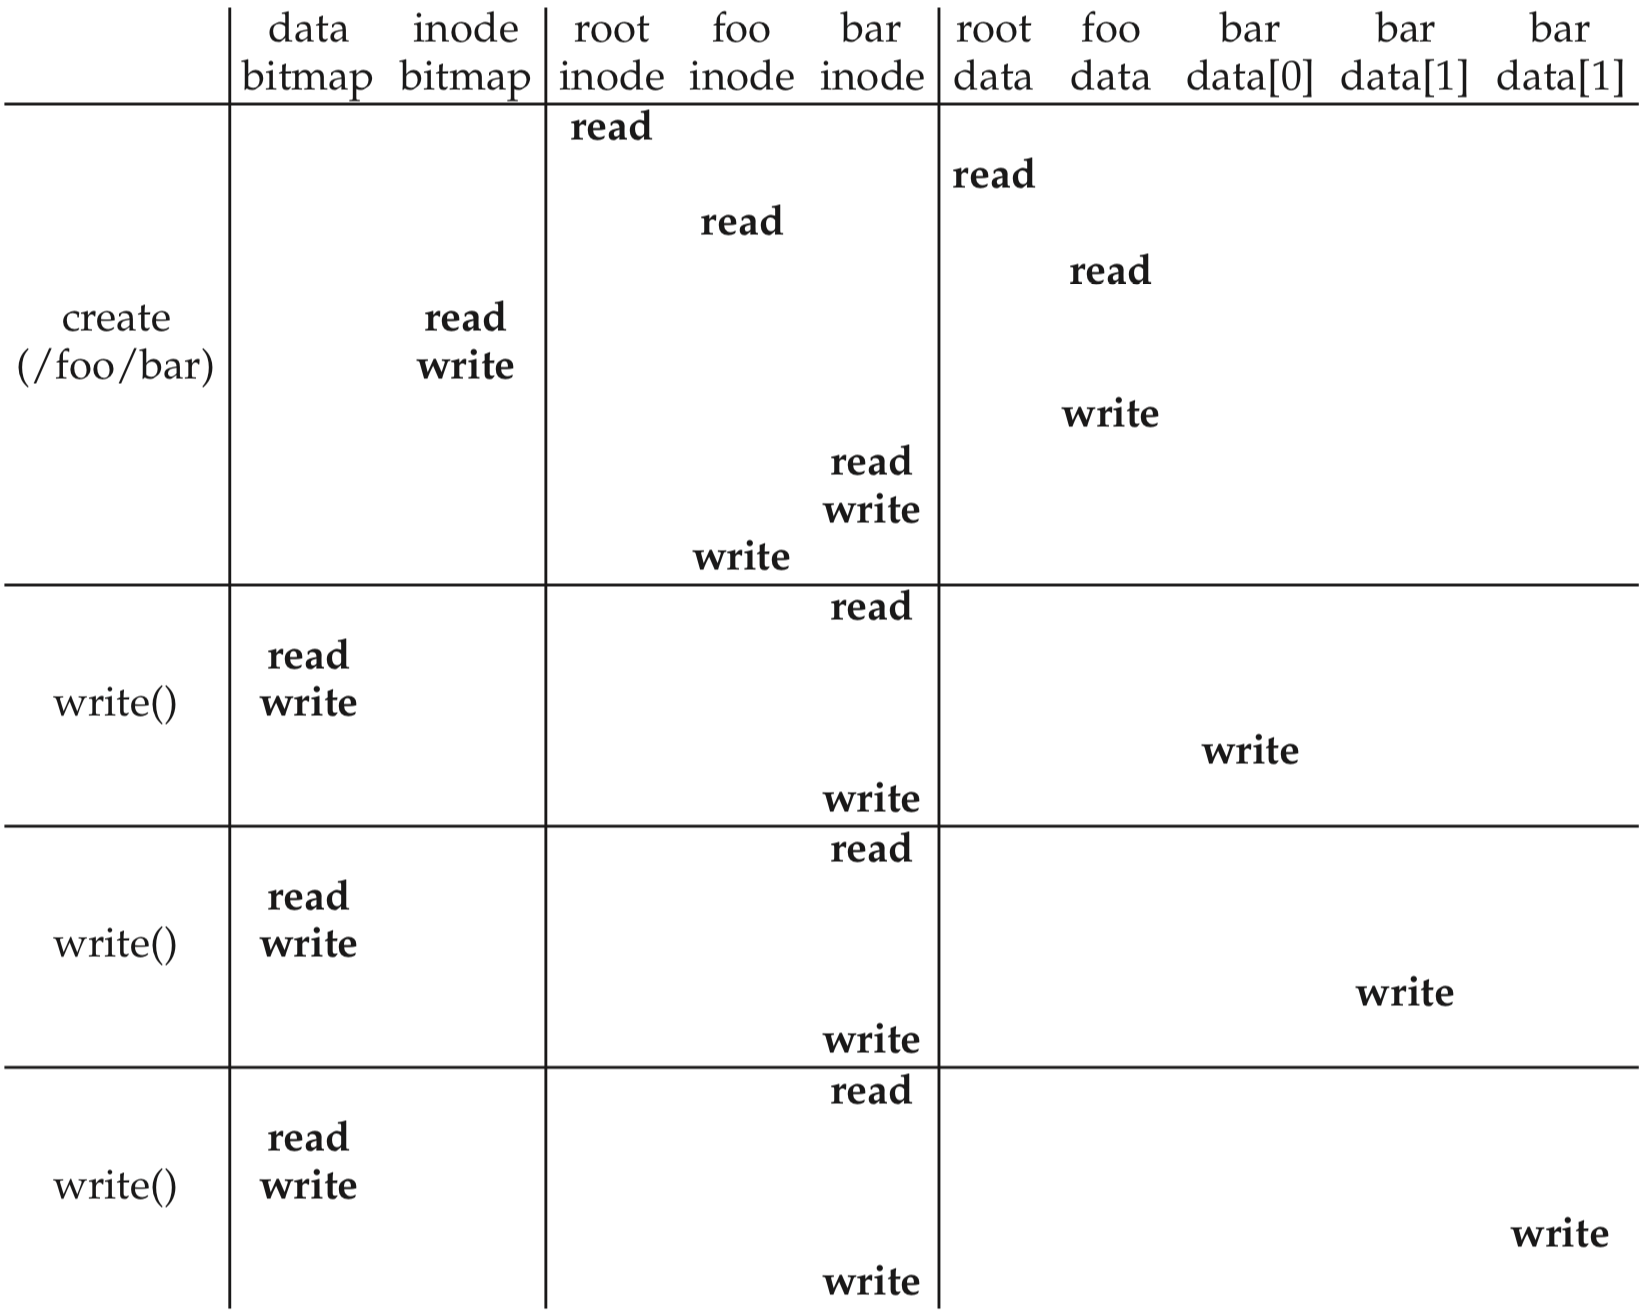 data inode root foo bar root foo bar bar bar
bitmap bitmap inode inode inode data data data[0] data[1] data[1]
read
read
read
read
create read
(/foo/bar) write
write
read
write
write
read
read
write() write
write
write
read
read
write() write
write
write
read
read
write() write
write
write